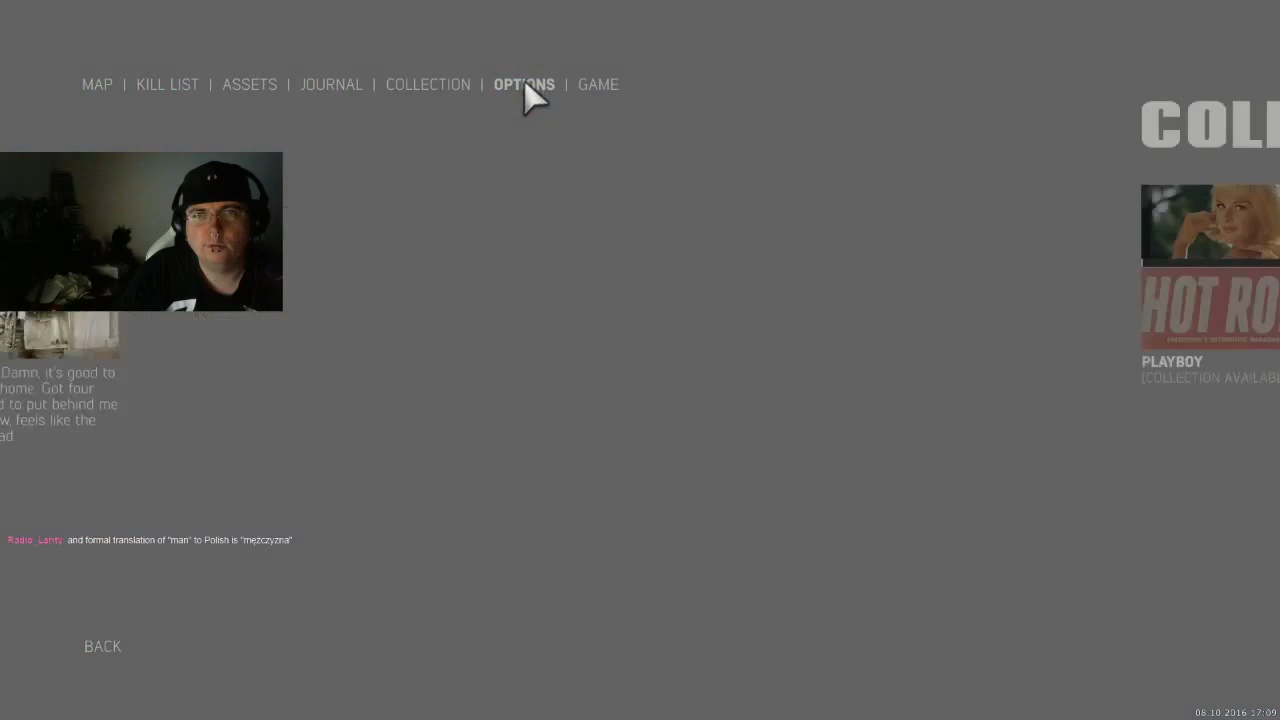 MAP | KILL LIST | ASSETS | JOURNAL | COLLECTION | OPTIONS | GAME
COLL
HOT RO
PLAYBOY
[COLLECTION AVAILABL
Damn, it's good to
home. Got four
d to put behind me
w, feels like the
ad
Radio_Larity: and formal translation of "man" to Polish is "mężczyzna"
BACK
08.10.2016 17:09